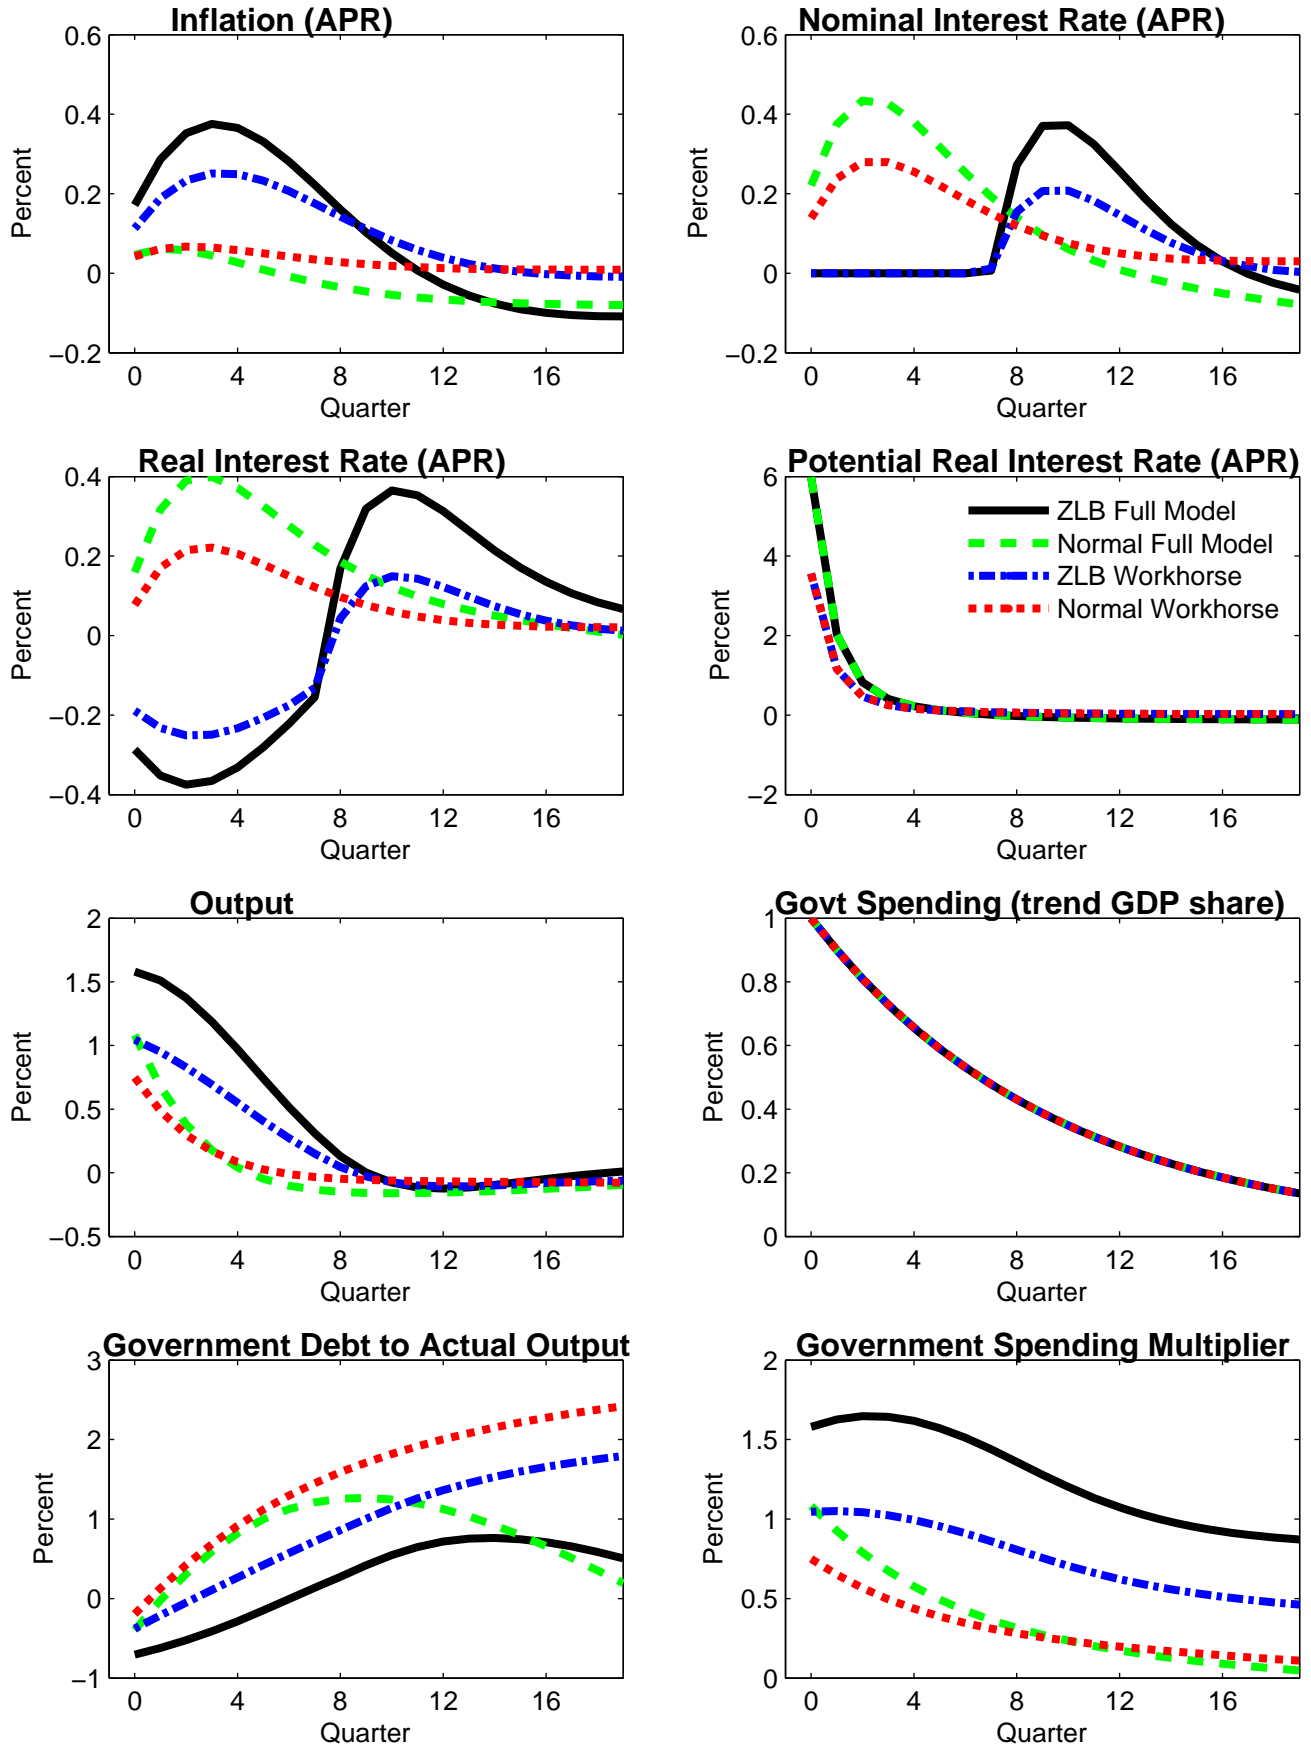 Inflation (APR)
0.6
0.4
0.2
0
−0.2
Percent
0 4 8 12 16
Quarter
Nominal Interest Rate (APR)
0.6
0.4
0.2
0
−0.2
Percent
0 4 8 12 16
Quarter
Real Interest Rate (APR)
0.4
0.2
0
−0.2
−0.4
Percent
0 4 8 12 16
Quarter
Potential Real Interest Rate (APR)
6
4
2
0
−2
Percent
ZLB Full Model
Normal Full Model
ZLB Workhorse
Normal Workhorse
0 4 8 12 16
Quarter
Output
2
1.5
1
0.5
0
−0.5
Percent
0 4 8 12 16
Quarter
Govt Spending (trend GDP share)
1
0.8
0.6
0.4
0.2
0
Percent
0 4 8 12 16
Quarter
Government Debt to Actual Output
3
2
1
0
−1
Percent
0 4 8 12 16
Quarter
Government Spending Multiplier
2
1.5
1
0.5
0
Percent
0 4 8 12 16
Quarter